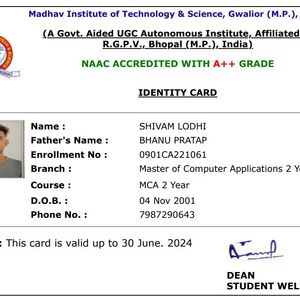 Madhav Institute of Technology & Science, Gwalior (M.P.),
(A Govt. Aided UGC Autonomous Institute, Affiliated
R.G.P.V., Bhopal (M.P.), India)
NAAC ACCREDITED WITH A++ GRADE
IDENTITY CARD
Name : SHIVAM LODHI
Father's Name : BHANU PRATAP
Enrollment No : 0901CA221061
Branch : Master of Computer Applications 2 Ye
Course : MCA 2 Year
D.O.B. : 04 Nov 2001
Phone No. : 7987290643
: This card is valid up to 30 June. 2024
DEAN
STUDENT WEL